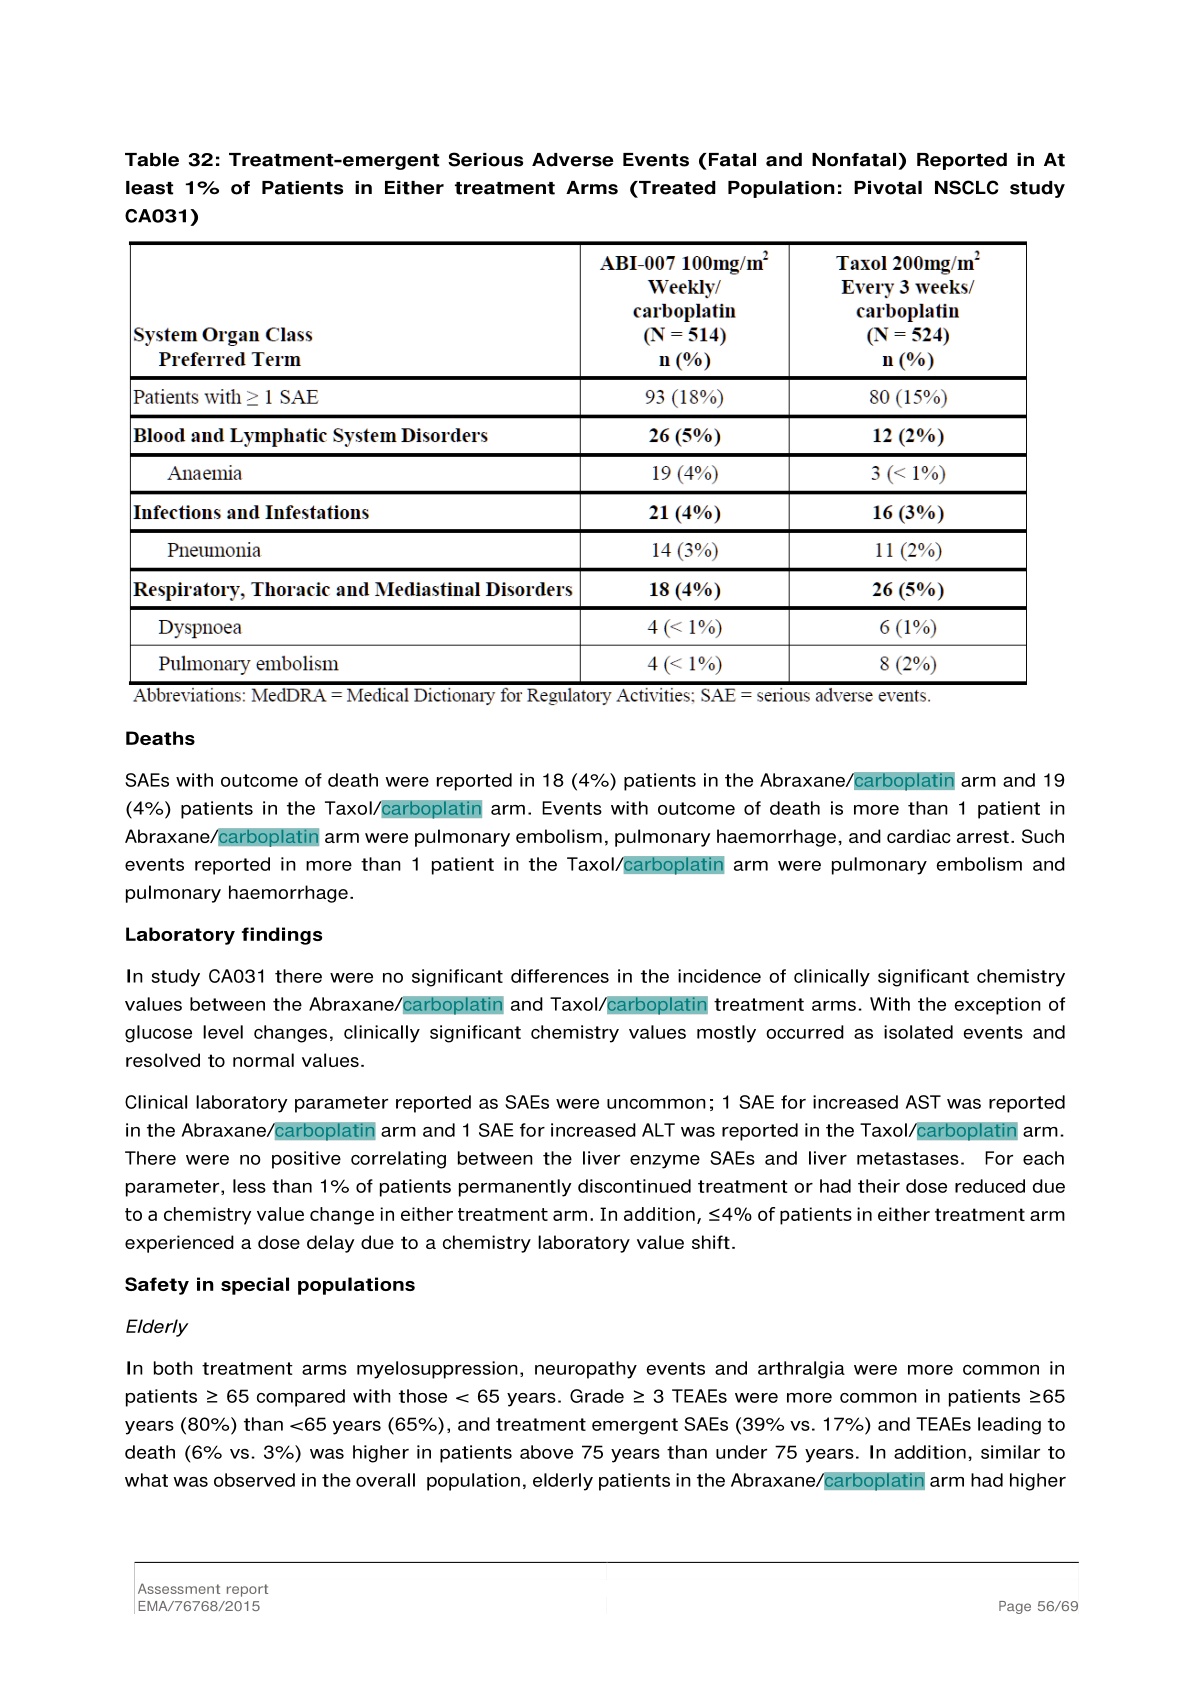 Table 32: Treatment-emergent Serious Adverse Events (Fatal and Nonfatal) Reported in At
least 1% of Patients in Either treatment Arms (Treated Population: Pivotal NSCLC study
CA031)
System Organ Class
Preferred Term
ABI-007 100mg/m²
Weekly/
carboplatin
(N = 514)
n (%)
Taxol 200mg/m²
Every 3 weeks/
carboplatin
(N = 524)
n (%)
Patients with ≥ 1 SAE 93 (18%) 80 (15%)
Blood and Lymphatic System Disorders 26 (5%) 12 (2%)
Anaemia 19 (4%) 3 (< 1%)
Infections and Infestations 21 (4%) 16 (3%)
Pneumonia 14 (3%) 11 (2%)
Respiratory, Thoracic and Mediastinal Disorders 18 (4%) 26 (5%)
Dyspnoea 4 (< 1%) 6 (1%)
Pulmonary embolism 4 (< 1%) 8 (2%)
Abbreviations: MedDRA = Medical Dictionary for Regulatory Activities; SAE = serious adverse events.
Deaths
SAEs with outcome of death were reported in 18 (4%) patients in the Abraxane/carboplatin arm and 19
(4%) patients in the Taxol/carboplatin arm. Events with outcome of death is more than 1 patient in
Abraxane/carboplatin arm were pulmonary embolism, pulmonary haemorrhage, and cardiac arrest. Such
events reported in more than 1 patient in the Taxol/carboplatin arm were pulmonary embolism and
pulmonary haemorrhage.
Laboratory findings
In study CA031 there were no significant differences in the incidence of clinically significant chemistry
values between the Abraxane/carboplatin and Taxol/carboplatin treatment arms. With the exception of
glucose level changes, clinically significant chemistry values mostly occurred as isolated events and
resolved to normal values.
Clinical laboratory parameter reported as SAEs were uncommon; 1 SAE for increased AST was reported
in the Abraxane/carboplatin arm and 1 SAE for increased ALT was reported in the Taxol/carboplatin arm.
There were no positive correlating between the liver enzyme SAEs and liver metastases. For each
parameter, less than 1% of patients permanently discontinued treatment or had their dose reduced due
to a chemistry value change in either treatment arm. In addition, ≤4% of patients in either treatment arm
experienced a dose delay due to a chemistry laboratory value shift.
Safety in special populations
Elderly
In both treatment arms myelosuppression, neuropathy events and arthralgia were more common in
patients ≥ 65 compared with those < 65 years. Grade ≥ 3 TEAEs were more common in patients ≥65
years (80%) than <65 years (65%), and treatment emergent SAEs (39% vs. 17%) and TEAEs leading to
death (6% vs. 3%) was higher in patients above 75 years than under 75 years. In addition, similar to
what was observed in the overall population, elderly patients in the Abraxane/carboplatin arm had higher
Assessment report
EMA/76768/2015 Page 56/69